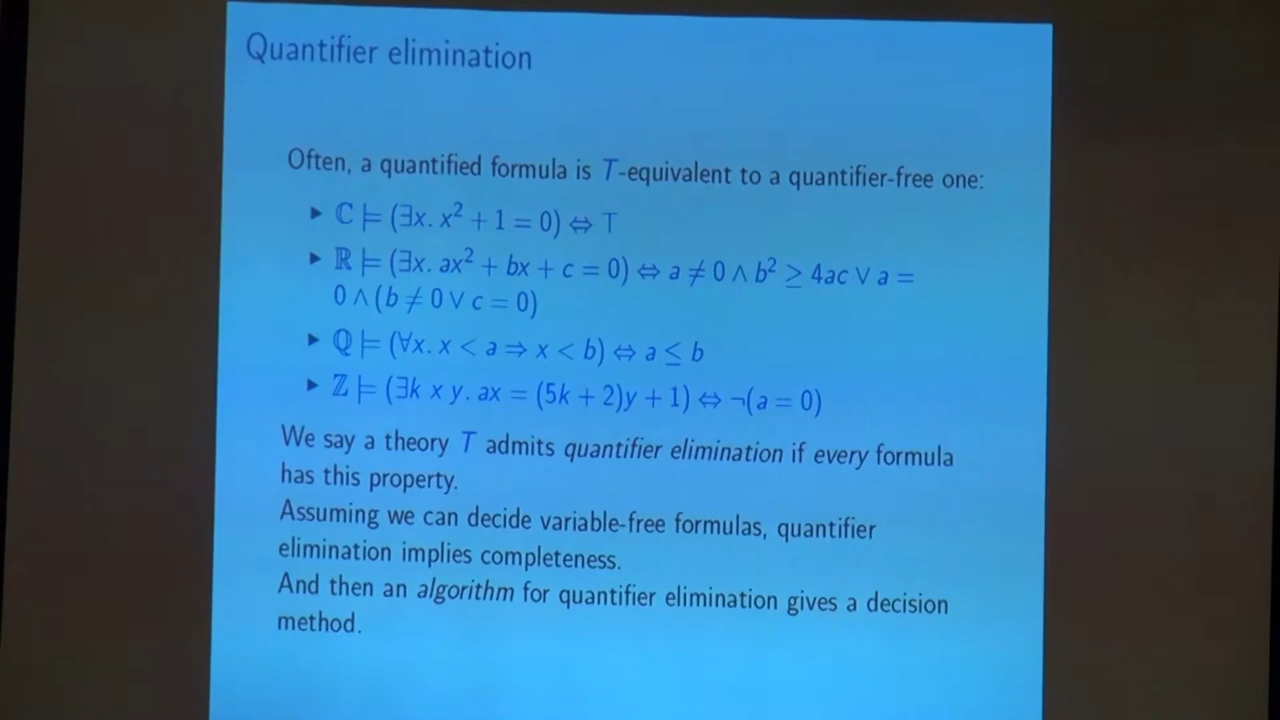 Quantifier elimination
Often, a quantified formula is T-equivalent to a quantifier-free one:
▶ ℂ ⊨ (∃x. x² + 1 = 0) ⇔ ⊤
▶ ℝ ⊨ (∃x. ax² + bx + c = 0) ⇔ a ≠ 0 ∧ b² ≥ 4ac ∨ a =
0 ∧ (b ≠ 0 ∨ c = 0)
▶ ℚ ⊨ (∀x. x < a ⇒ x < b) ⇔ a ≤ b
▶ ℤ ⊨ (∃k x y. ax = (5k + 2)y + 1) ⇔ ¬(a = 0)
We say a theory T admits quantifier elimination if every formula
has this property.
Assuming we can decide variable-free formulas, quantifier
elimination implies completeness.
And then an algorithm for quantifier elimination gives a decision
method.